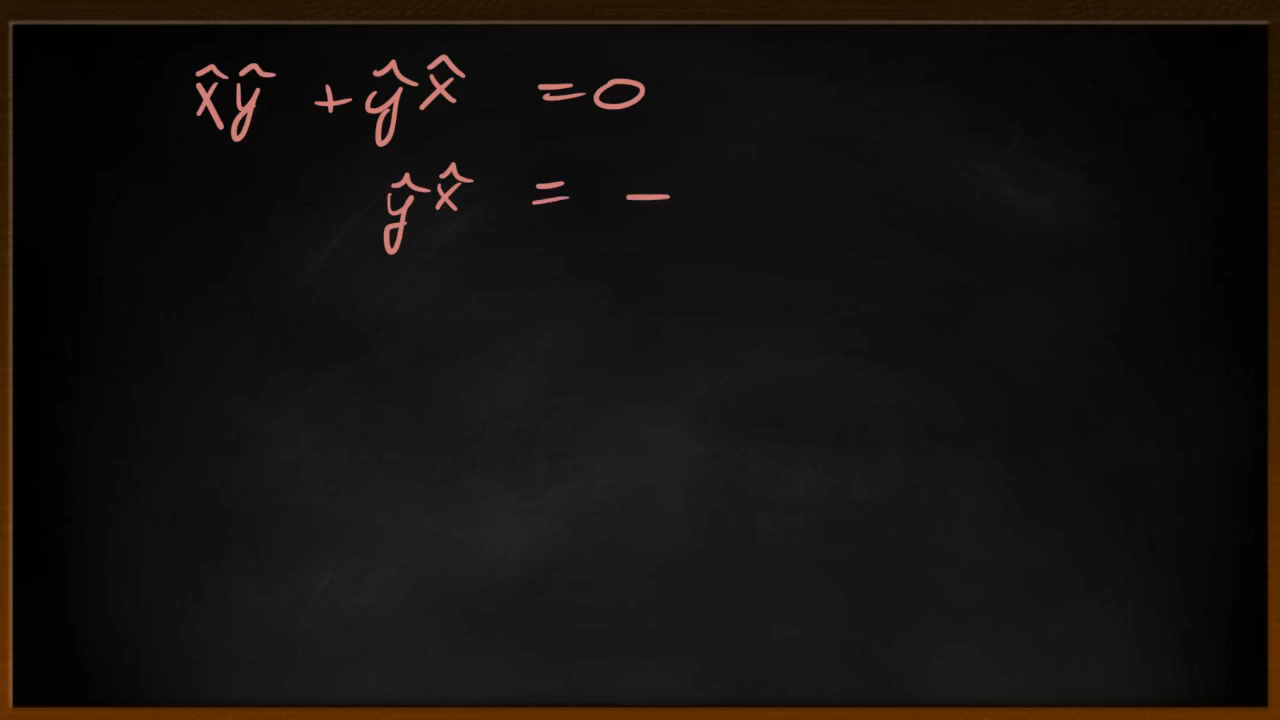 x̂ŷ + ŷx̂ = 0
ŷx̂ = −